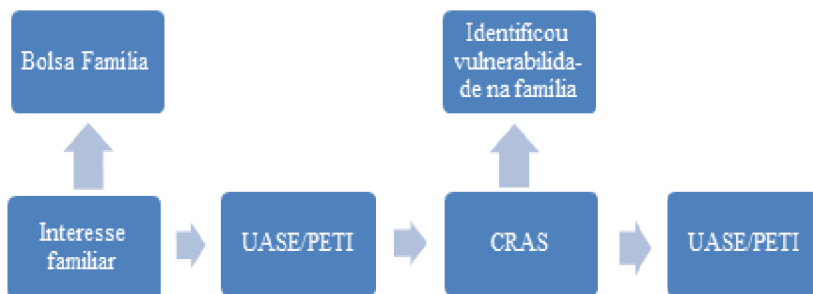 Bolsa Família
Identificou
vulnerabilida-
de na família
Interesse
familiar
UASE/PETI
CRAS
UASE/PETI